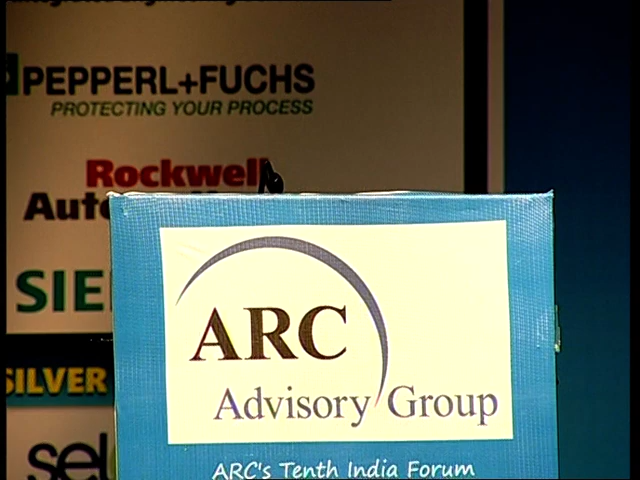 PEPPERL+FUCHS
PROTECTING YOUR PROCESS
Rockwell
SILVER
ARC
Advisory Group
ARC's Tenth India Forum